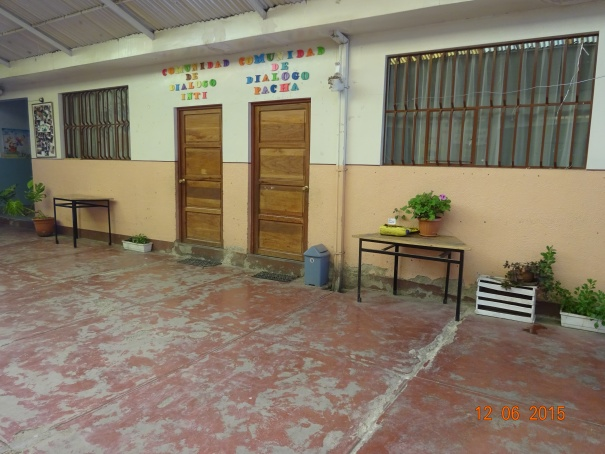 COMUNIDAD
DE
DIALOGO
INTI
COMUNIDAD
DE
DIALOGO
PACHA
12 06 2015